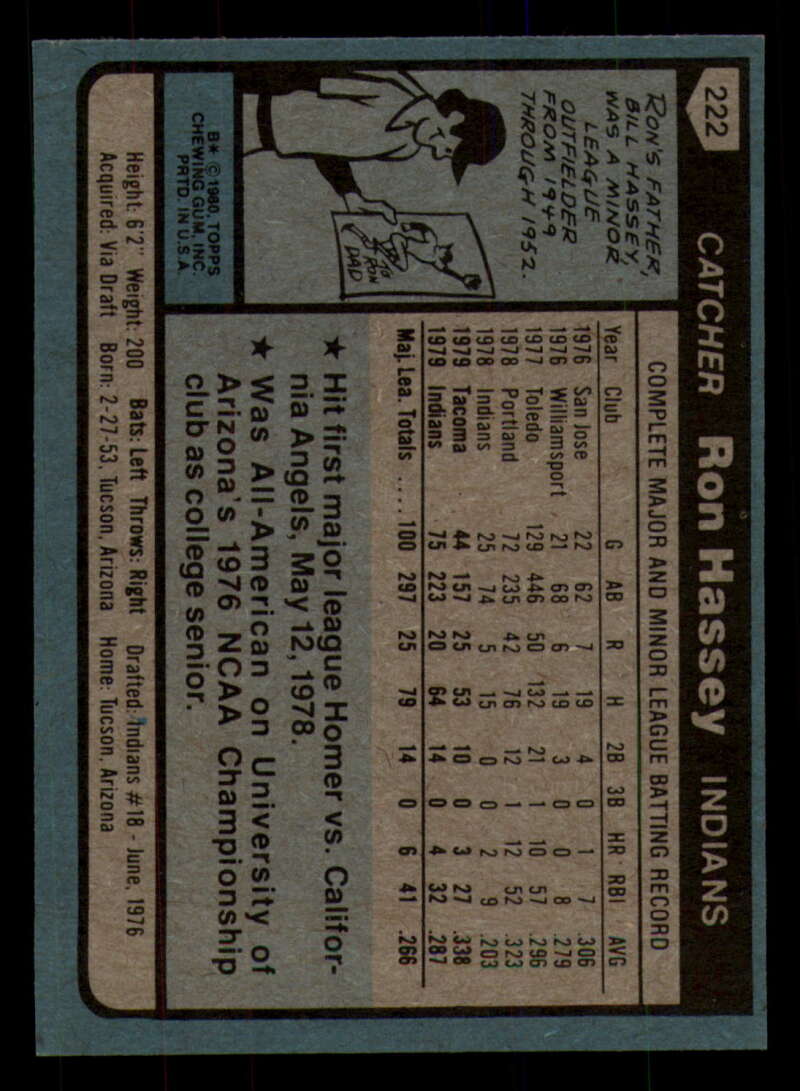 222
CATCHER Ron Hassey INDIANS
RON'S FATHER,
BILL HASSEY,
WAS A MINOR
LEAGUE
OUTFIELDER
FROM 1949
THROUGH 1952.
TO
RON
DAD
B* © 1980, TOPPS
CHEWING GUM, INC.
PRTD. IN U.S.A.
COMPLETE MAJOR AND MINOR LEAGUE BATTING RECORD
Year Club G AB R H 2B 3B HR RBI AVG
1976 San Jose 22 62 7 19 4 0 1 7 .306
1976 Williamsport 21 68 6 19 3 0 0 8 .279
1977 Toledo 129 446 50 132 21 1 10 57 .296
1978 Portland 72 235 42 76 12 1 12 52 .323
1978 Indians 25 74 5 15 0 0 2 9 .203
1979 Tacoma 44 157 25 53 10 0 3 27 .338
1979 Indians 75 223 20 64 14 0 4 32 .287
Maj. Lea. Totals .... 100 297 25 79 14 0 6 41 .266
★ Hit first major league Homer vs. Califor-
nia Angels, May 12, 1978.
★ Was All-American on University of
Arizona's 1976 NCAA Championship
club as college senior.
Height: 6'2" Weight: 200 Bats: Left Throws: Right Drafted: Indians #18 - June, 1976
Acquired: Via Draft Born: 2-27-53, Tucson, Arizona Home: Tucson, Arizona